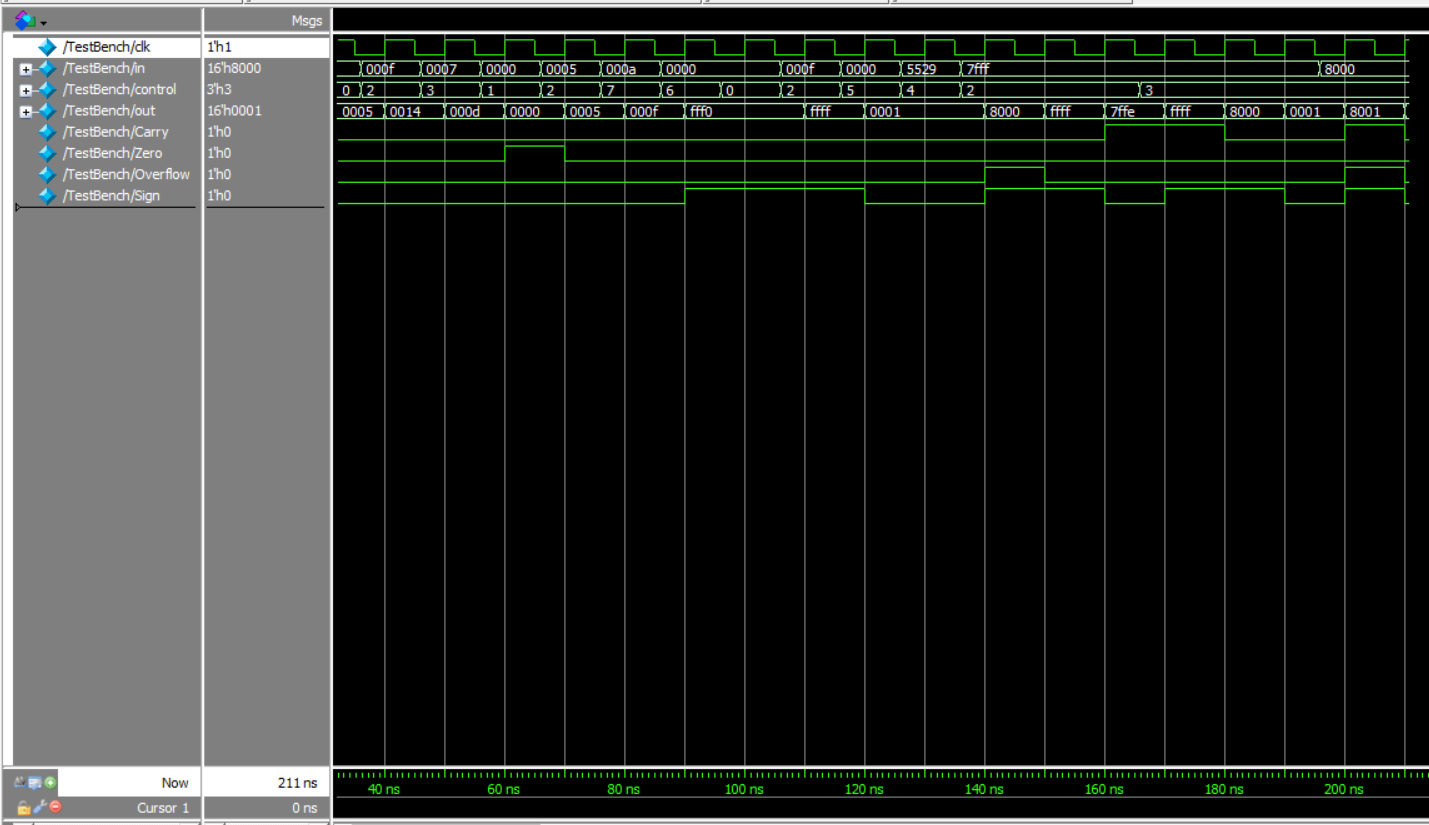 Msgs
/TestBench/clk 1'h1
/TestBench/in 16'h8000 000f 0007 0000 0005 000a 0000 000f 0000 5529 7fff 8000
/TestBench/control 3'h3 0 2 3 1 2 7 6 0 2 5 4 2 3
/TestBench/out 16'h0001 0005 0014 000d 0000 0005 000f fff0 ffff 0001 8000 ffff 7ffe ffff 8000 0001 8001
/TestBench/Carry 1'h0
/TestBench/Zero 1'h0
/TestBench/Overflow 1'h0
/TestBench/Sign 1'h0
Now 211 ns 40 ns 60 ns 80 ns 100 ns 120 ns 140 ns 160 ns 180 ns 200 ns
Cursor 1 0 ns